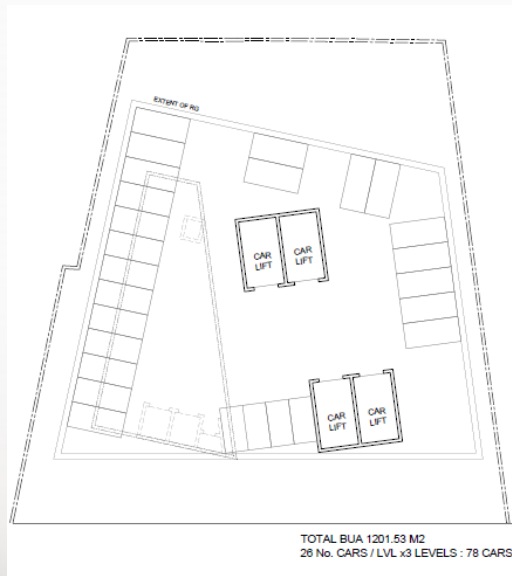 EXTENT OF RG
CAR
LIFT
CAR
LIFT
CAR
LIFT
CAR
LIFT
TOTAL BUA 1201.53 M2
26 No. CARS / LVL x3 LEVELS : 78 CARS